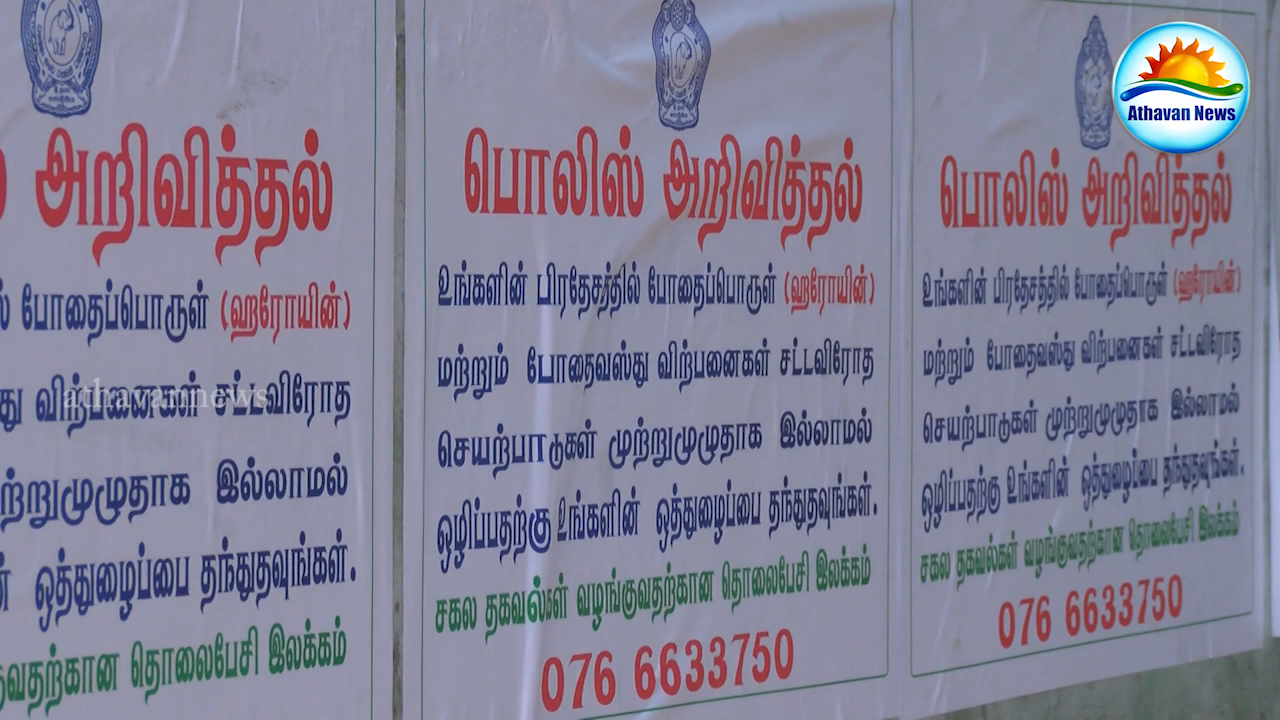 Athavan News
அறிவித்தல்
போதைப்பொருள் (ஹரோயின்)
விற்பனைகள் சட்டவிரோத
athavannews
இல்லாமல்
ஒத்துழைப்பை தந்துதவுங்கள்.
தொலைபேசி இலக்கம்
பொலிஸ் அறிவித்தல்
உங்களின் பிரதேசத்தில் போதைப்பொருள் (ஹரோயின்)
மற்றும் போதைவஸ்து விற்பனைகள் சட்டவிரோத
செயற்பாடுகள் முற்றுமுழுதாக இல்லாமல்
ஒழிப்பதற்கு உங்களின் ஒத்துழைப்பை தந்துதவுங்கள்.
சகல தகவல்கள் வழங்குவதற்கான தொலைபேசி இலக்கம்
076 6633750
பொலிஸ் அறிவித்தல்
உங்களின் பிரதேசத்தில் போதைப்பொருள் (ஹரோயின்)
மற்றும் போதைவஸ்து விற்பனைகள் சட்டவிரோத
செயற்பாடுகள் முற்றுமுழுதாக இல்லாமல்
ஒழிப்பதற்கு உங்களின் ஒத்துழைப்பை தந்துதவுங்கள்.
சகல தகவல்கள் வழங்குவதற்கான தொலைபேசி இலக்கம்
076 6633750